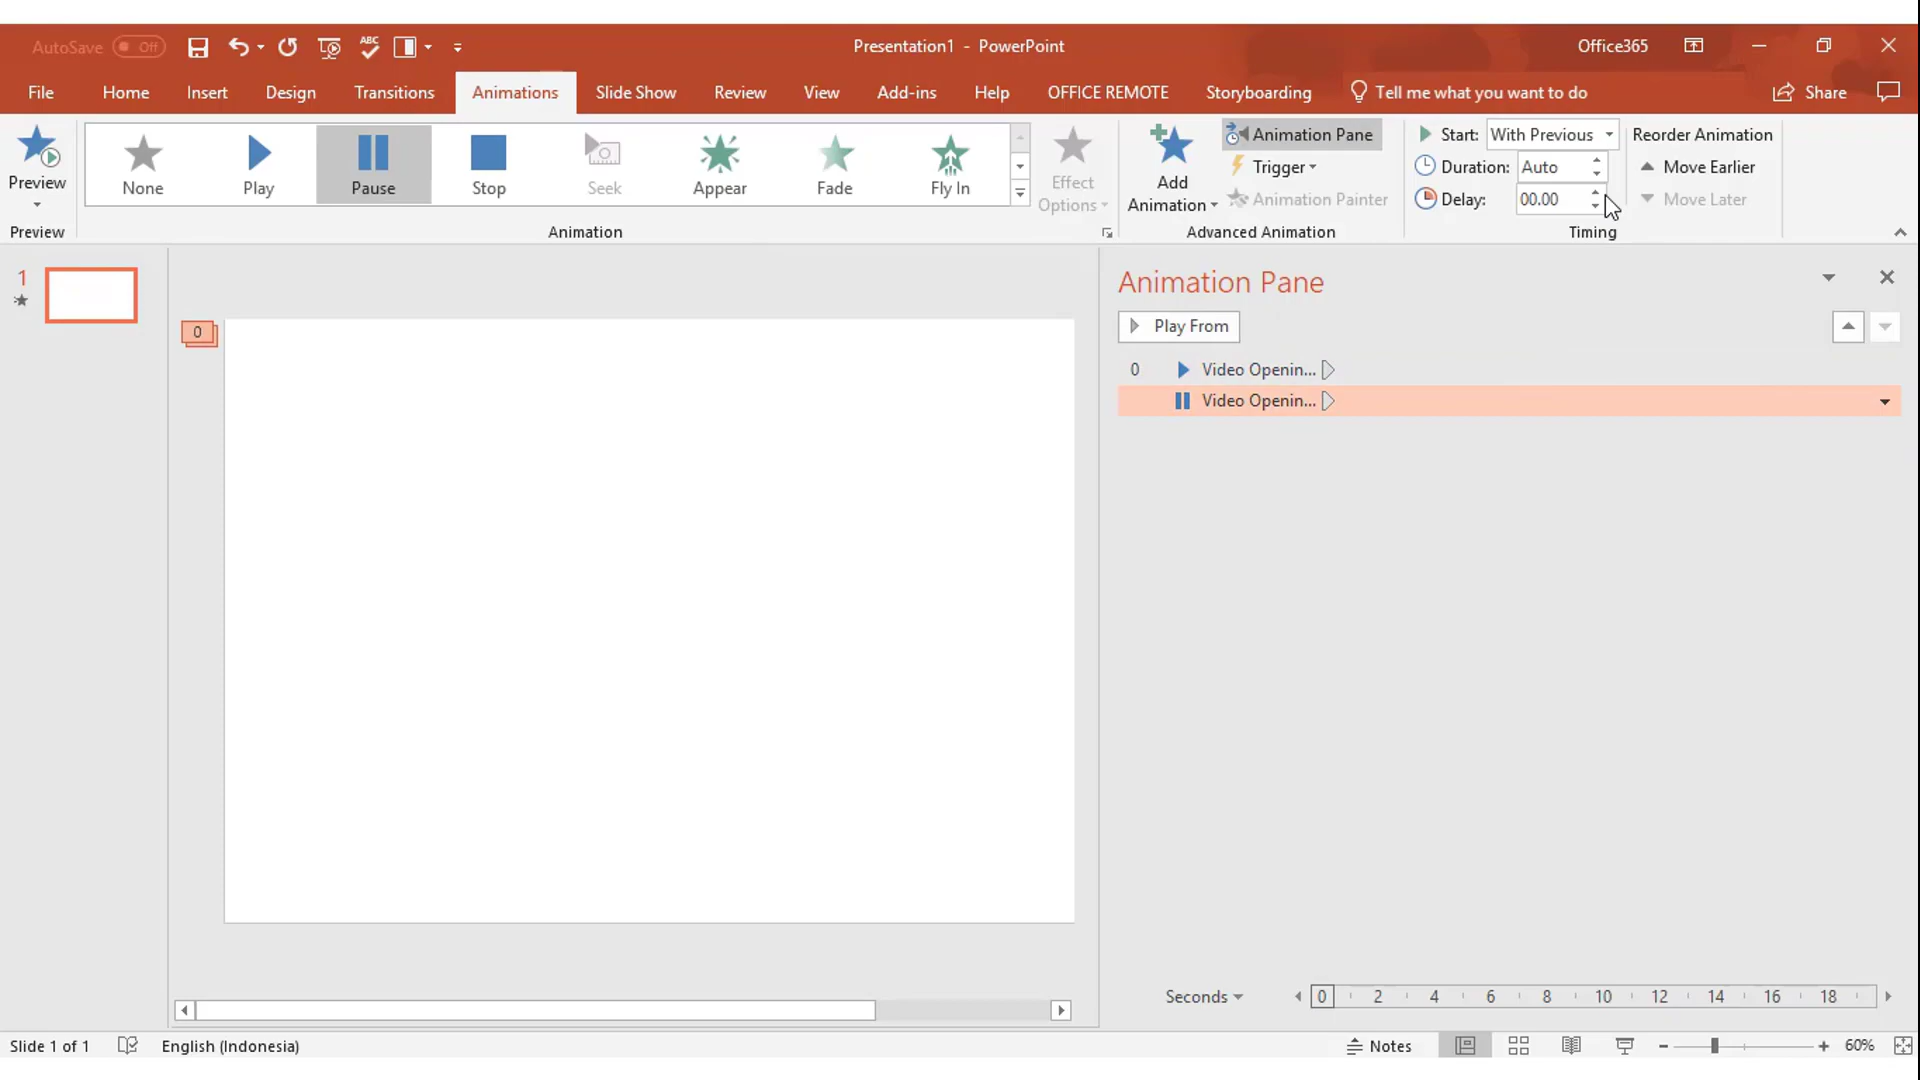 AutoSave Off
Presentation1 - PowerPoint
Office365
File Home Insert Design Transitions Animations Slide Show Review View Add-ins Help OFFICE REMOTE Storyboarding Tell me what you want to do Share
Preview
Preview
None Play Pause Stop Seek Appear Fade Fly In
Animation
Effect
Options
Add
Animation
Animation Pane
Trigger
Animation Painter
Advanced Animation
Start: With Previous
Duration: Auto
Delay: 00.00
Timing
Reorder Animation
Move Earlier
Move Later
1
0
Animation Pane
Play From
0 Video Openin...
Video Openin...
Seconds 0 2 4 6 8 10 12 14 16 18
Slide 1 of 1 English (Indonesia) Notes 60%